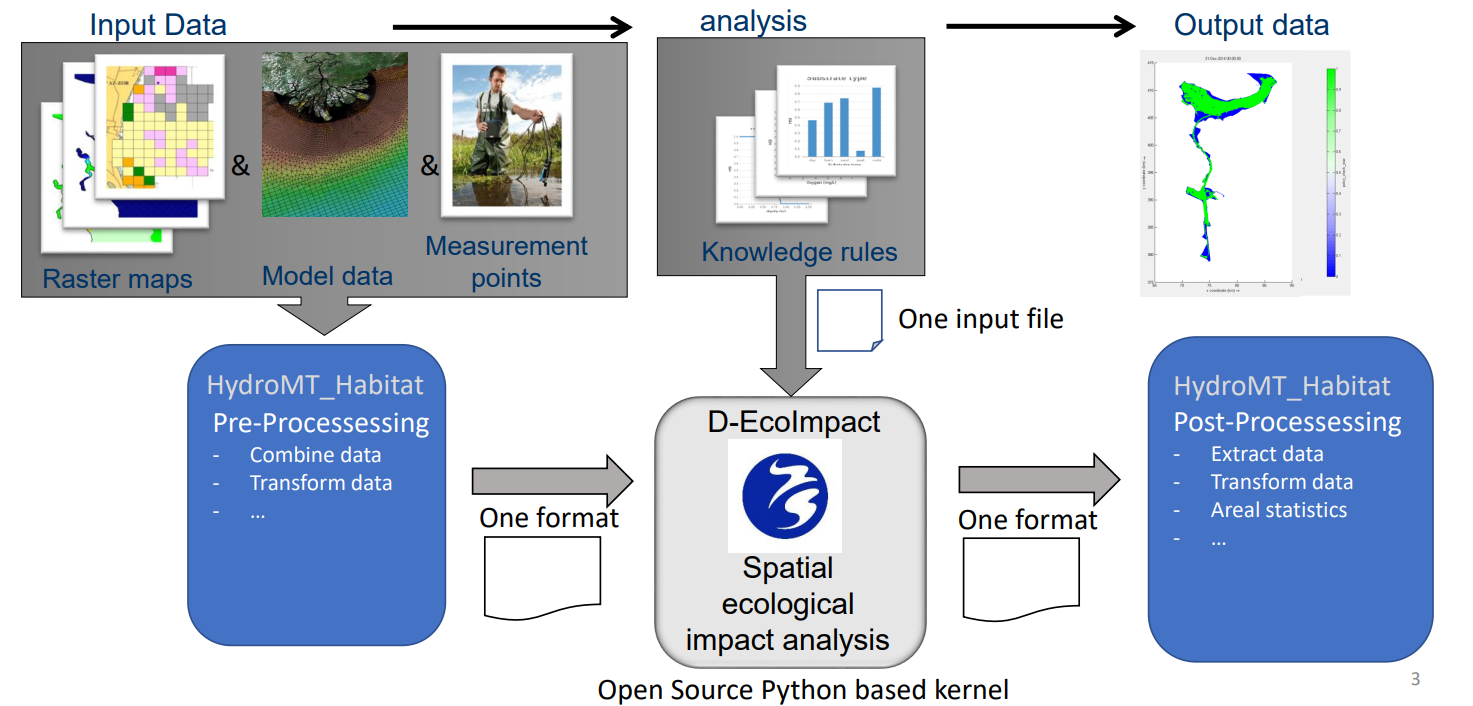 Input Data
analysis
Output data
&
&
Raster maps
Model data
Measurement
points
Substrate type
Knowledge rules
One input file
HydroMT_Habitat
Pre-Processessing
- Combine data
- Transform data
- ...
One format
D-EcoImpact
Spatial
ecological
impact analysis
One format
HydroMT_Habitat
Post-Processessing
- Extract data
- Transform data
- Areal statistics
- ...
Open Source Python based kernel
3